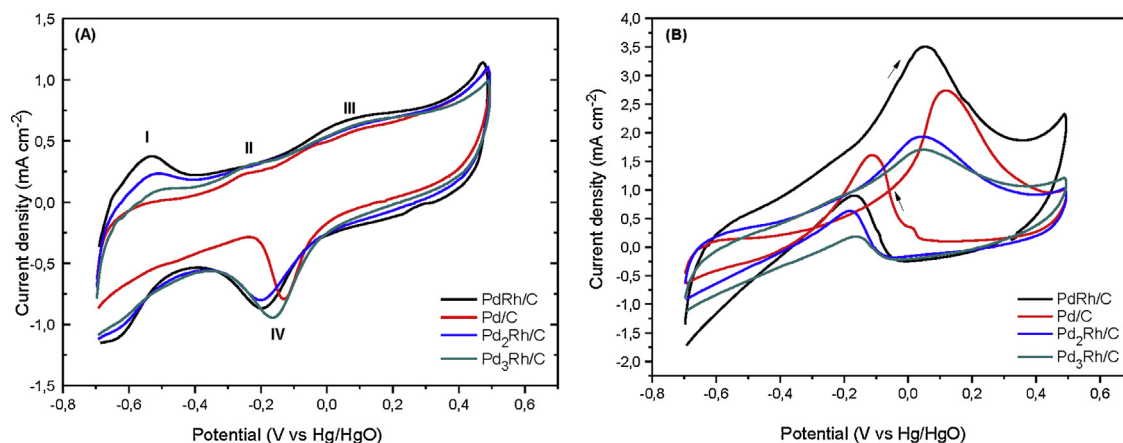 (A)
1,5
1,0
0,5
0,0
-0,5
-1,0
-1,5
Current density (mA cm⁻²)
I
II
III
IV
PdRh/C
Pd/C
Pd₂Rh/C
Pd₃Rh/C
-0,8
-0,6
-0,4
-0,2
0,0
0,2
0,4
0,6
Potential (V vs Hg/HgO)
(B)
4,0
3,5
3,0
2,5
2,0
1,5
1,0
0,5
0,0
-0,5
-1,0
-1,5
-2,0
Current density (mA cm⁻²)
PdRh/C
Pd/C
Pd₂Rh/C
Pd₃Rh/C
-0,8
-0,6
-0,4
-0,2
0,0
0,2
0,4
0,6
Potential (V vs Hg/HgO)